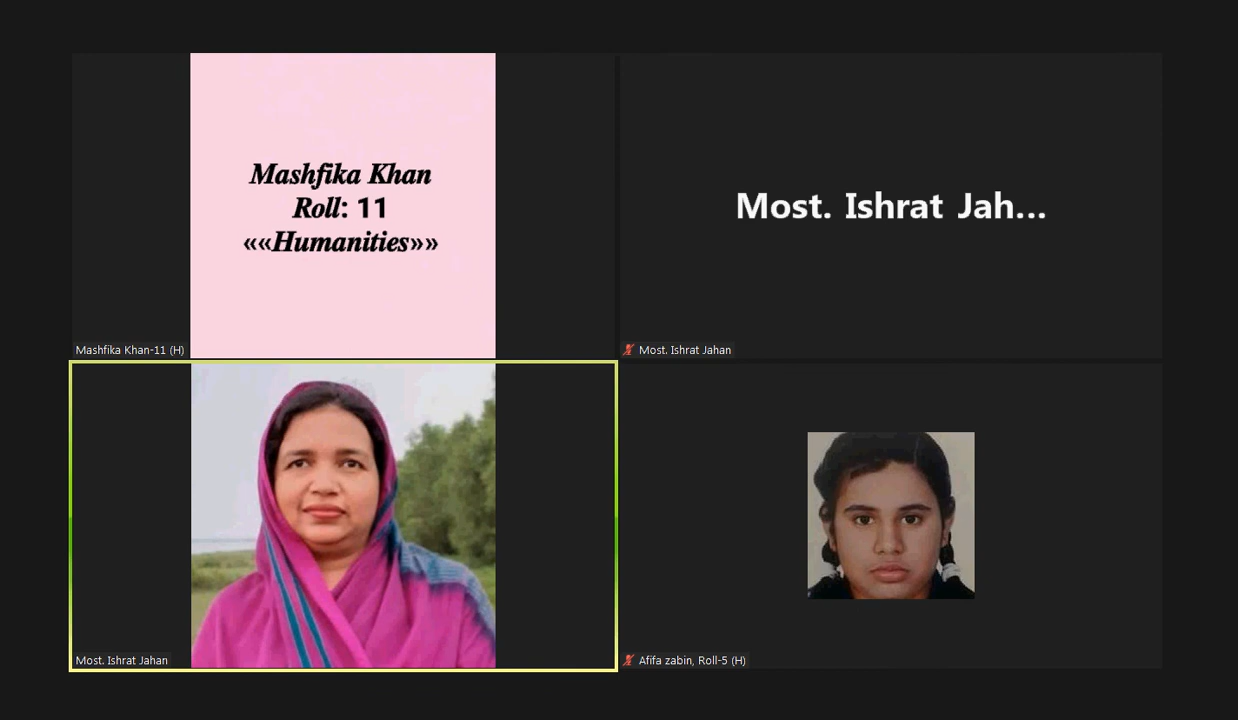 Mashfika Khan
Roll: 11
««Humanities»»
Mashfika Khan-11 (H)
Most. Ishrat Jah...
Most. Ishrat Jahan
Most. Ishrat Jahan
Afifa zabin, Roll-5 (H)